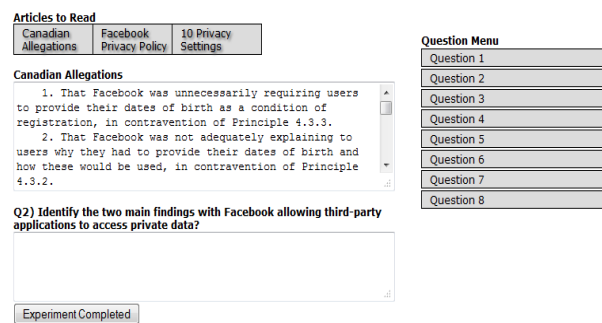 Articles to Read
Canadian Allegations
Facebook Privacy Policy
10 Privacy Settings
Canadian Allegations
1. That Facebook was unnecessarily requiring users
to provide their dates of birth as a condition of
registration, in contravention of Principle 4.3.3.
2. That Facebook was not adequately explaining to
users why they had to provide their dates of birth and
how these would be used, in contravention of Principle
4.3.2.
Q2) Identify the two main findings with Facebook allowing third-party
applications to access private data?
Experiment Completed
Question Menu
Question 1
Question 2
Question 3
Question 4
Question 5
Question 6
Question 7
Question 8